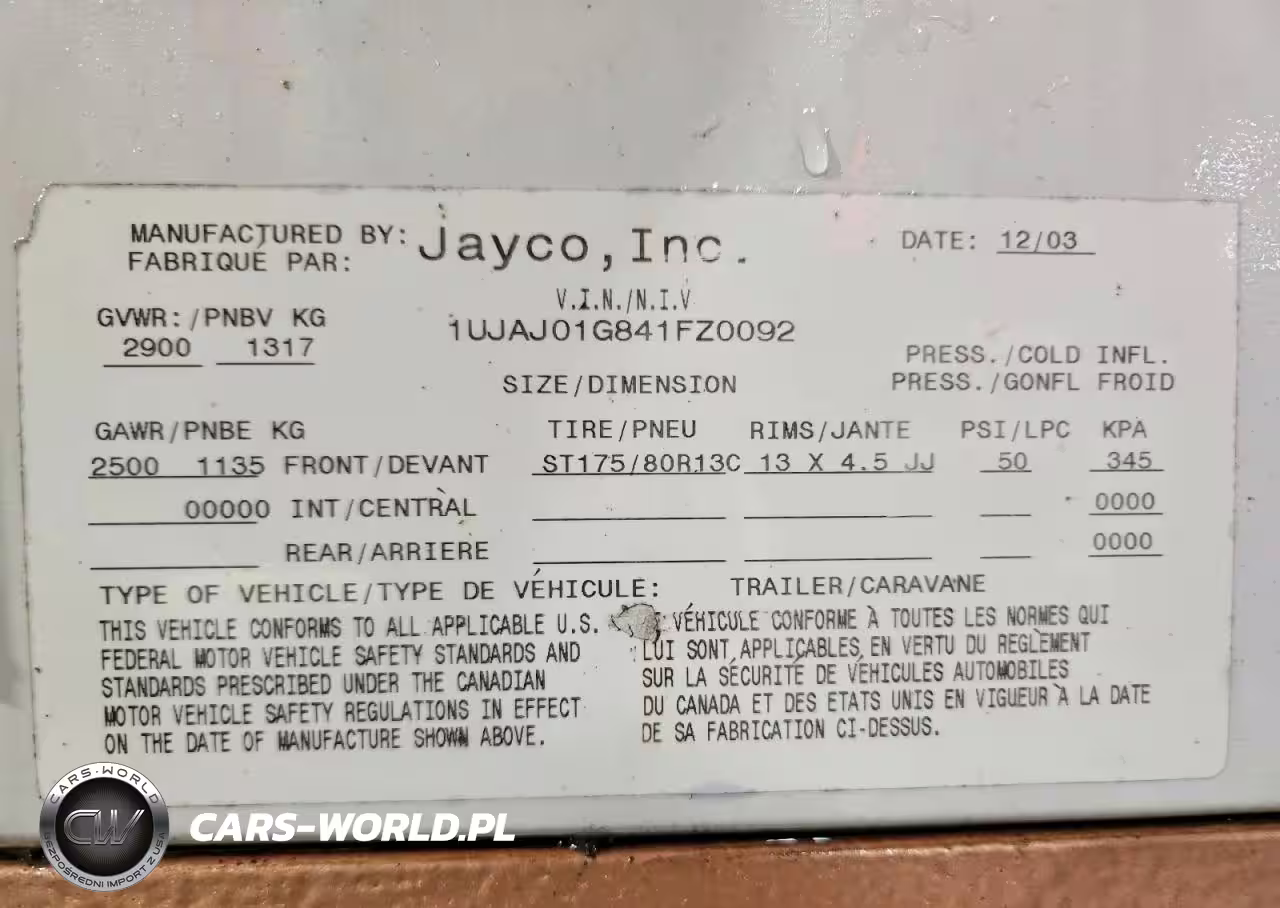 MANUFACTURED BY: Jayco, Inc. DATE: 12/03
FABRIQUE PAR:
V.I.N./N.I.V
GVWR:/PNBV KG 1UJAJ01G841FZ0092
2900 1317
PRESS./COLD INFL.
SIZE/DIMENSION PRESS./GONFL FROID
GAWR/PNBE KG TIRE/PNEU RIMS/JANTE PSI/LPC KPA
2500 1135 FRONT/DEVANT ST175/80R13C 13 X 4.5 JJ 50 345
00000 INT/CENTRAL 0000
REAR/ARRIERE 0000
TYPE OF VEHICLE/TYPE DE VÉHICULE: TRAILER/CARAVANE
THIS VEHICLE CONFORMS TO ALL APPLICABLE U.S.
FEDERAL MOTOR VEHICLE SAFETY STANDARDS AND
STANDARDS PRESCRIBED UNDER THE CANADIAN
MOTOR VEHICLE SAFETY REGULATIONS IN EFFECT
ON THE DATE OF MANUFACTURE SHOWN ABOVE.
VÉHICULE CONFORME À TOUTES LES NORMES QUI
LUI SONT APPLICABLES EN VERTU DU REGLEMENT
SUR LA SÉCURITÉ DE VÉHICULES AUTOMOBILES
DU CANADA ET DES ETATS UNIS EN VIGUEUR À LA DATE
DE SA FABRICATION CI-DESSUS.
CARS-WORLD
CW
BEZPOŚREDNI IMPORT Z USA
CARS-WORLD.PL